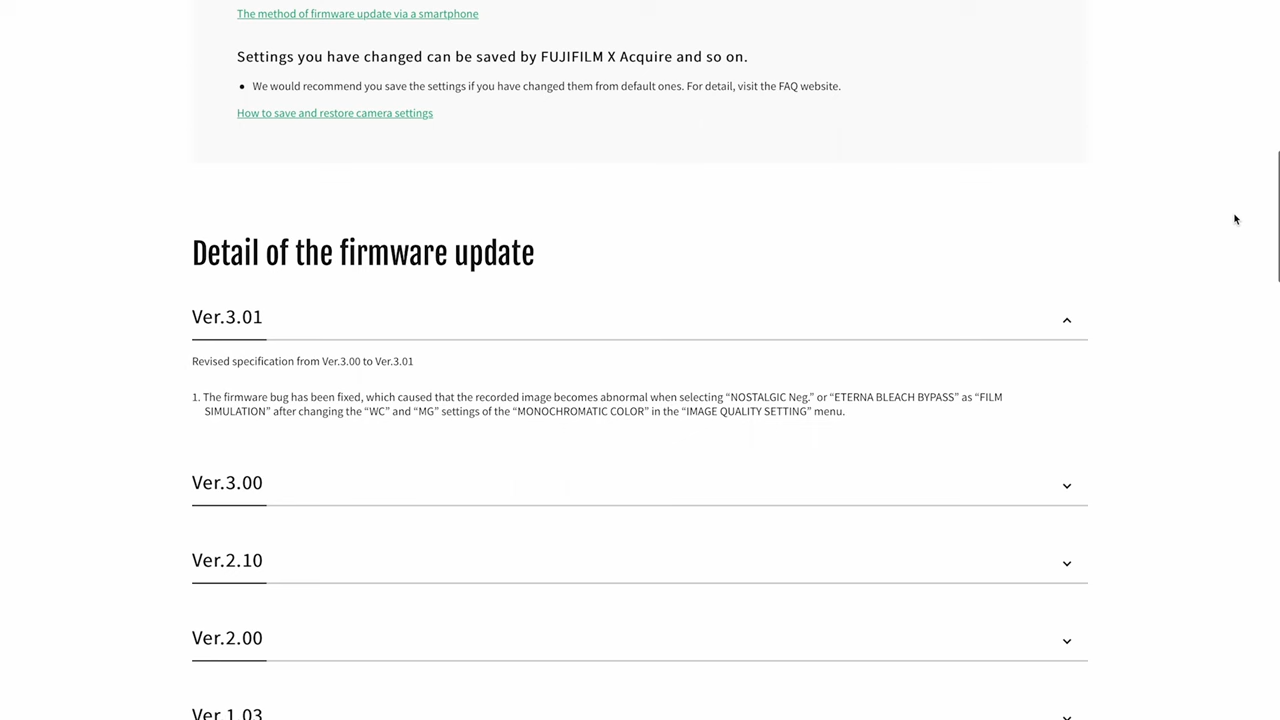 The method of firmware update via a smartphone
Settings you have changed can be saved by FUJIFILM X Acquire and so on.
• We would recommend you save the settings if you have changed them from default ones. For detail, visit the FAQ website.
How to save and restore camera settings
Detail of the firmware update
Ver.3.01
Revised specification from Ver.3.00 to Ver.3.01
1. The firmware bug has been fixed, which caused that the recorded image becomes abnormal when selecting “NOSTALGIC Neg.” or “ETERNA BLEACH BYPASS” as “FILM
SIMULATION” after changing the “WC” and “MG” settings of the “MONOCHROMATIC COLOR” in the “IMAGE QUALITY SETTING” menu.
Ver.3.00
Ver.2.10
Ver.2.00
Ver.1.03